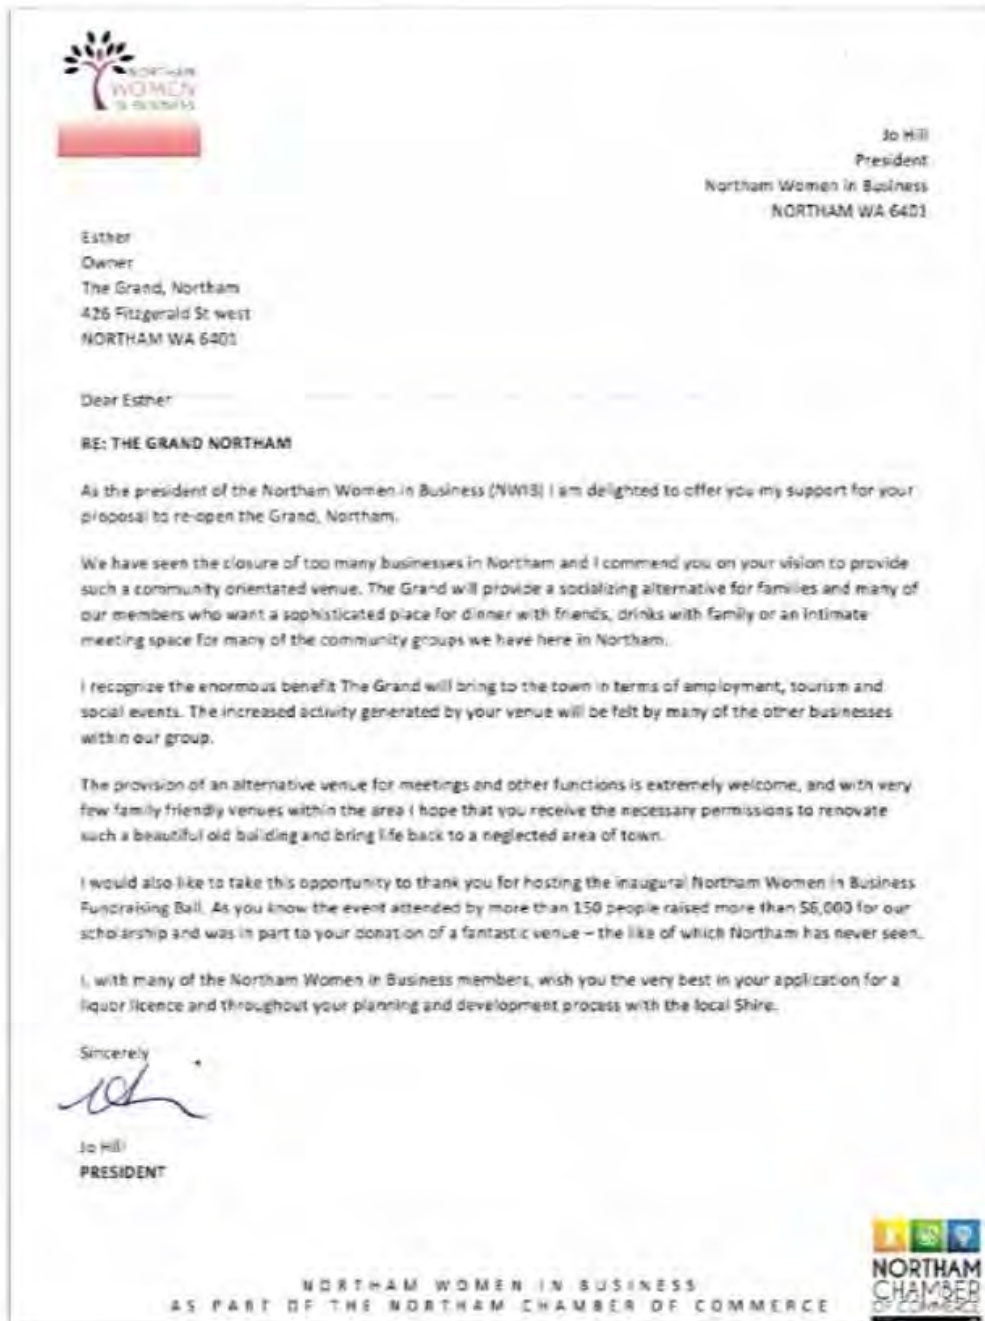 NORTHAM
WOMEN
IN BUSINESS
Jo Hill
President
Northam Women in Business
NORTHAM WA 6401
Esther
Owner
The Grand, Northam
426 Fitzgerald St west
NORTHAM WA 6401
Dear Esther
RE: THE GRAND NORTHAM
As the president of the Northam Women in Business (NWIB) I am delighted to offer you my support for your
proposal to re-open the Grand, Northam.
We have seen the closure of too many businesses in Northam and I commend you on your vision to provide
such a community orientated venue. The Grand will provide a socializing alternative for families and many of
our members who want a sophisticated place for dinner with friends, drinks with family or an intimate
meeting space for many of the community groups we have here in Northam.
I recognize the enormous benefit The Grand will bring to the town in terms of employment, tourism and
social events. The increased activity generated by your venue will be felt by many of the other businesses
within our group.
The provision of an alternative venue for meetings and other functions is extremely welcome, and with very
few family friendly venues within the area I hope that you receive the necessary permissions to renovate
such a beautiful old building and bring life back to a neglected area of town.
I would also like to take this opportunity to thank you for hosting the inaugural Northam Women in Business
Fundraising Ball. As you know the event attended by more than 150 people raised more than $6,000 for our
scholarship and was in part to your donation of a fantastic venue – the like of which Northam has never seen.
I, with many of the Northam Women in Business members, wish you the very best in your application for a
liquor licence and throughout your planning and development process with the local Shire.
Sincerely
Jo Hill
PRESIDENT
NORTHAM WOMEN IN BUSINESS
AS PART OF THE NORTHAM CHAMBER OF COMMERCE
NORTHAM
CHAMBER
OF COMMERCE